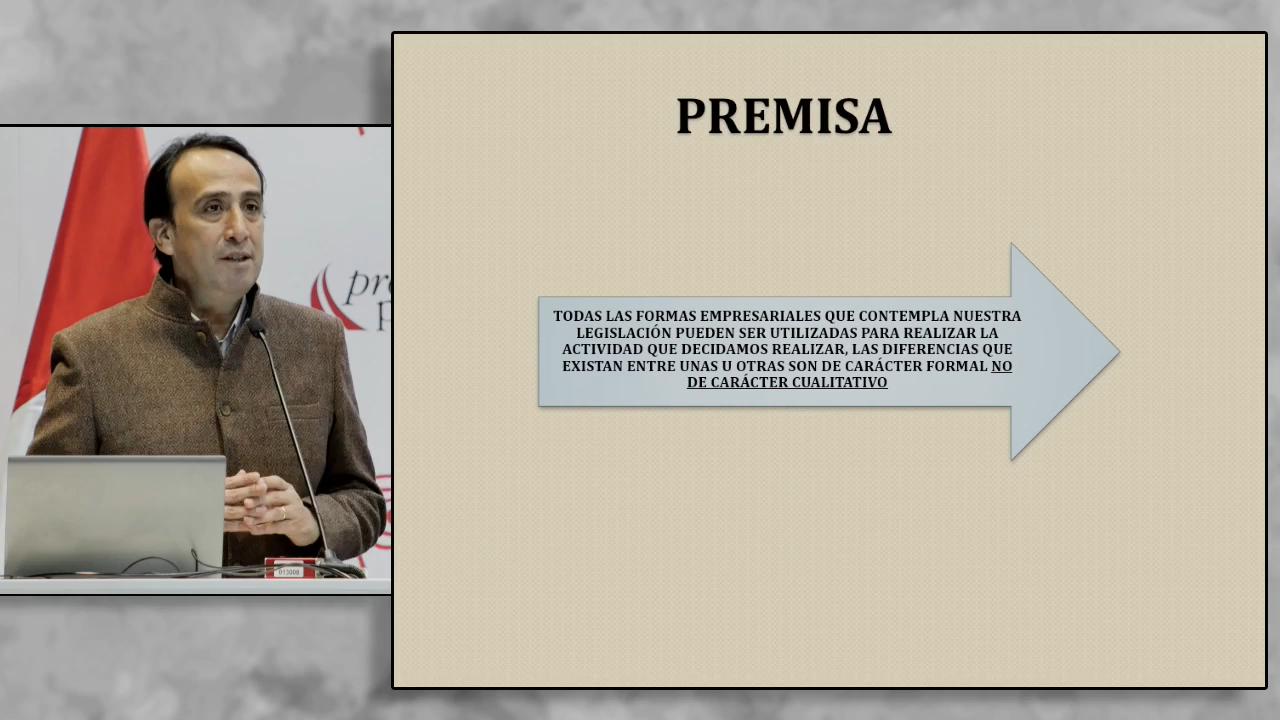 PREMISA
TODAS LAS FORMAS EMPRESARIALES QUE CONTEMPLA NUESTRA
LEGISLACIÓN PUEDEN SER UTILIZADAS PARA REALIZAR LA
ACTIVIDAD QUE DECIDAMOS REALIZAR, LAS DIFERENCIAS QUE
EXISTAN ENTRE UNAS U OTRAS SON DE CARÁCTER FORMAL NO
DE CARÁCTER CUALITATIVO